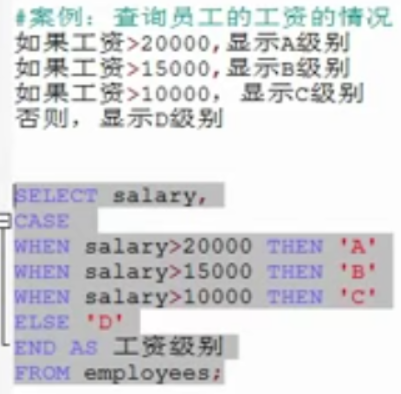 #案例：查询员工的工资的情况
如果工资>20000,显示A级别
如果工资>15000,显示B级别
如果工资>10000，显示C级别
否则，显示D级别
SELECT salary,
CASE
WHEN salary>20000 THEN 'A'
WHEN salary>15000 THEN 'B'
WHEN salary>10000 THEN 'C'
ELSE 'D'
END AS 工资级别
FROM employees;